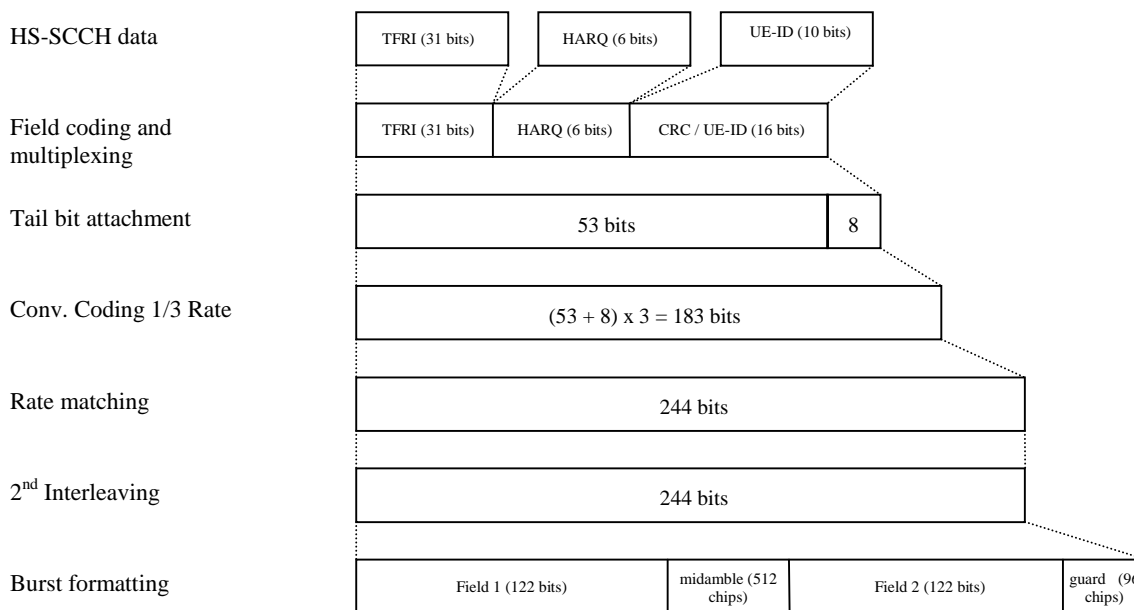 HS-SCCH data
TFRI (31 bits)
HARQ (6 bits)
UE-ID (10 bits)
Field coding and
multiplexing
TFRI (31 bits)
HARQ (6 bits)
CRC / UE-ID (16 bits)
Tail bit attachment
53 bits
8
Conv. Coding 1/3 Rate
(53 + 8) x 3 = 183 bits
Rate matching
244 bits
2nd Interleaving
244 bits
Burst formatting
Field 1 (122 bits)
midamble (512
chips)
Field 2 (122 bits)
guard (96
chips)